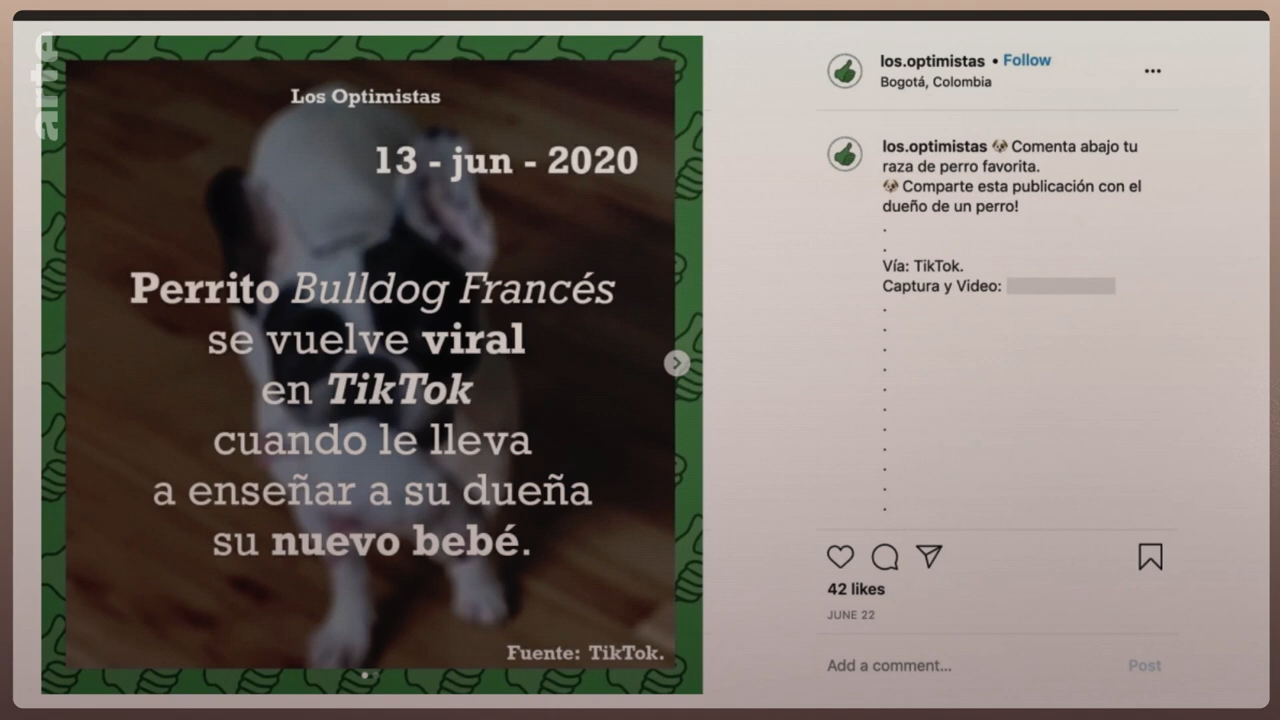 arte
Los Optimistas
13 - jun - 2020
Perrito Bulldog Francés
se vuelve viral
en TikTok
cuando le lleva
a enseñar a su dueña
su nuevo bebé.
Fuente: TikTok.
los.optimistas • Follow
Bogotá, Colombia
los.optimistas 🐶 Comenta abajo tu
raza de perro favorita.
🐶 Comparte esta publicación con el
dueño de un perro!
.
.
Vía: TikTok.
Captura y Video:
.
.
.
.
.
.
.
.
.
.
.
42 likes
JUNE 22
Add a comment... Post